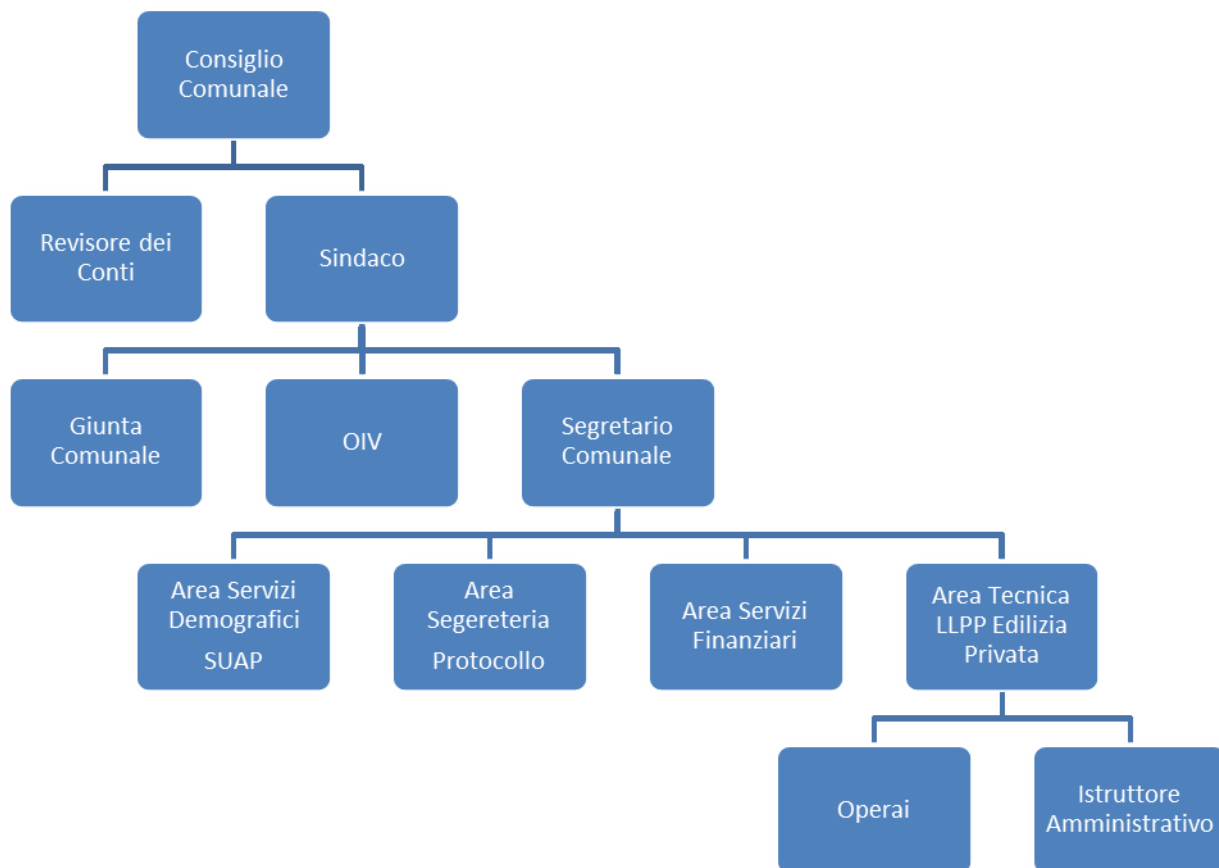 Consiglio
Comunale
Revisore dei
Conti
Sindaco
Giunta
Comunale
OIV
Segretario
Comunale
Area Servizi
Demografici
SUAP
Area
Segereteria
Protocollo
Area Servizi
Finanziari
Area Tecnica
LLPP Edilizia
Privata
Operai
Istruttore
Amministrativo